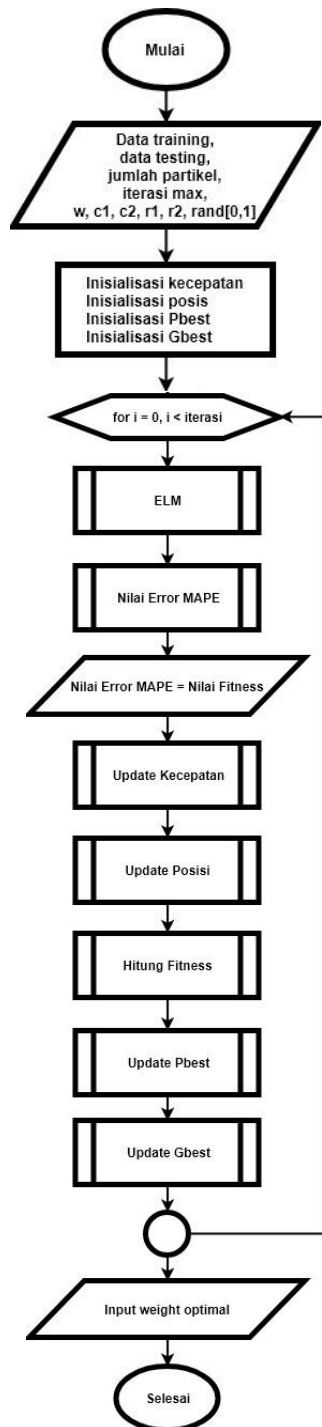 Mulai
Data training,
data testing,
jumlah partikel,
iterasi max,
w, c1, c2, r1, r2, rand[0,1]
Inisialisasi kecepatan
Inisialisasi posis
Inisialisasi Pbest
Inisialisasi Gbest
for i = 0, i < iterasi
ELM
Nilai Error MAPE
Nilai Error MAPE = Nilai Fitness
Update Kecepatan
Update Posisi
Hitung Fitness
Update Pbest
Update Gbest
Input weight optimal
Selesai